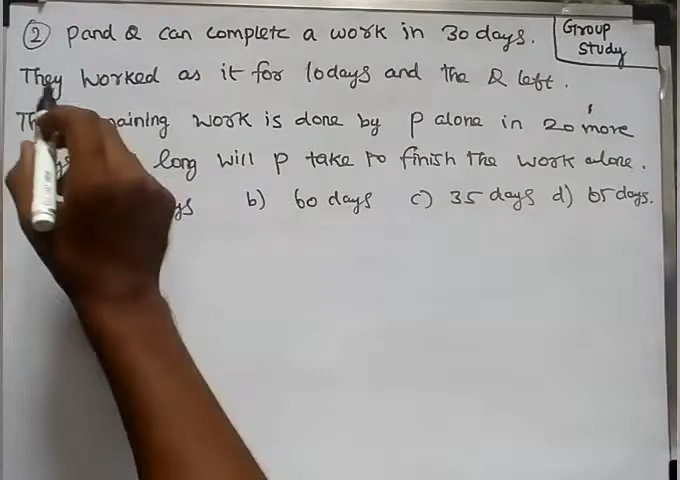 ② p and Q can complete a work in 30 days.
Group
Study
They worked as it for 10 days and the Q left.
work is done by p alone in 20 more
long will p take to finish the work alone.
b) 60 days c) 35 days d) 65 days.